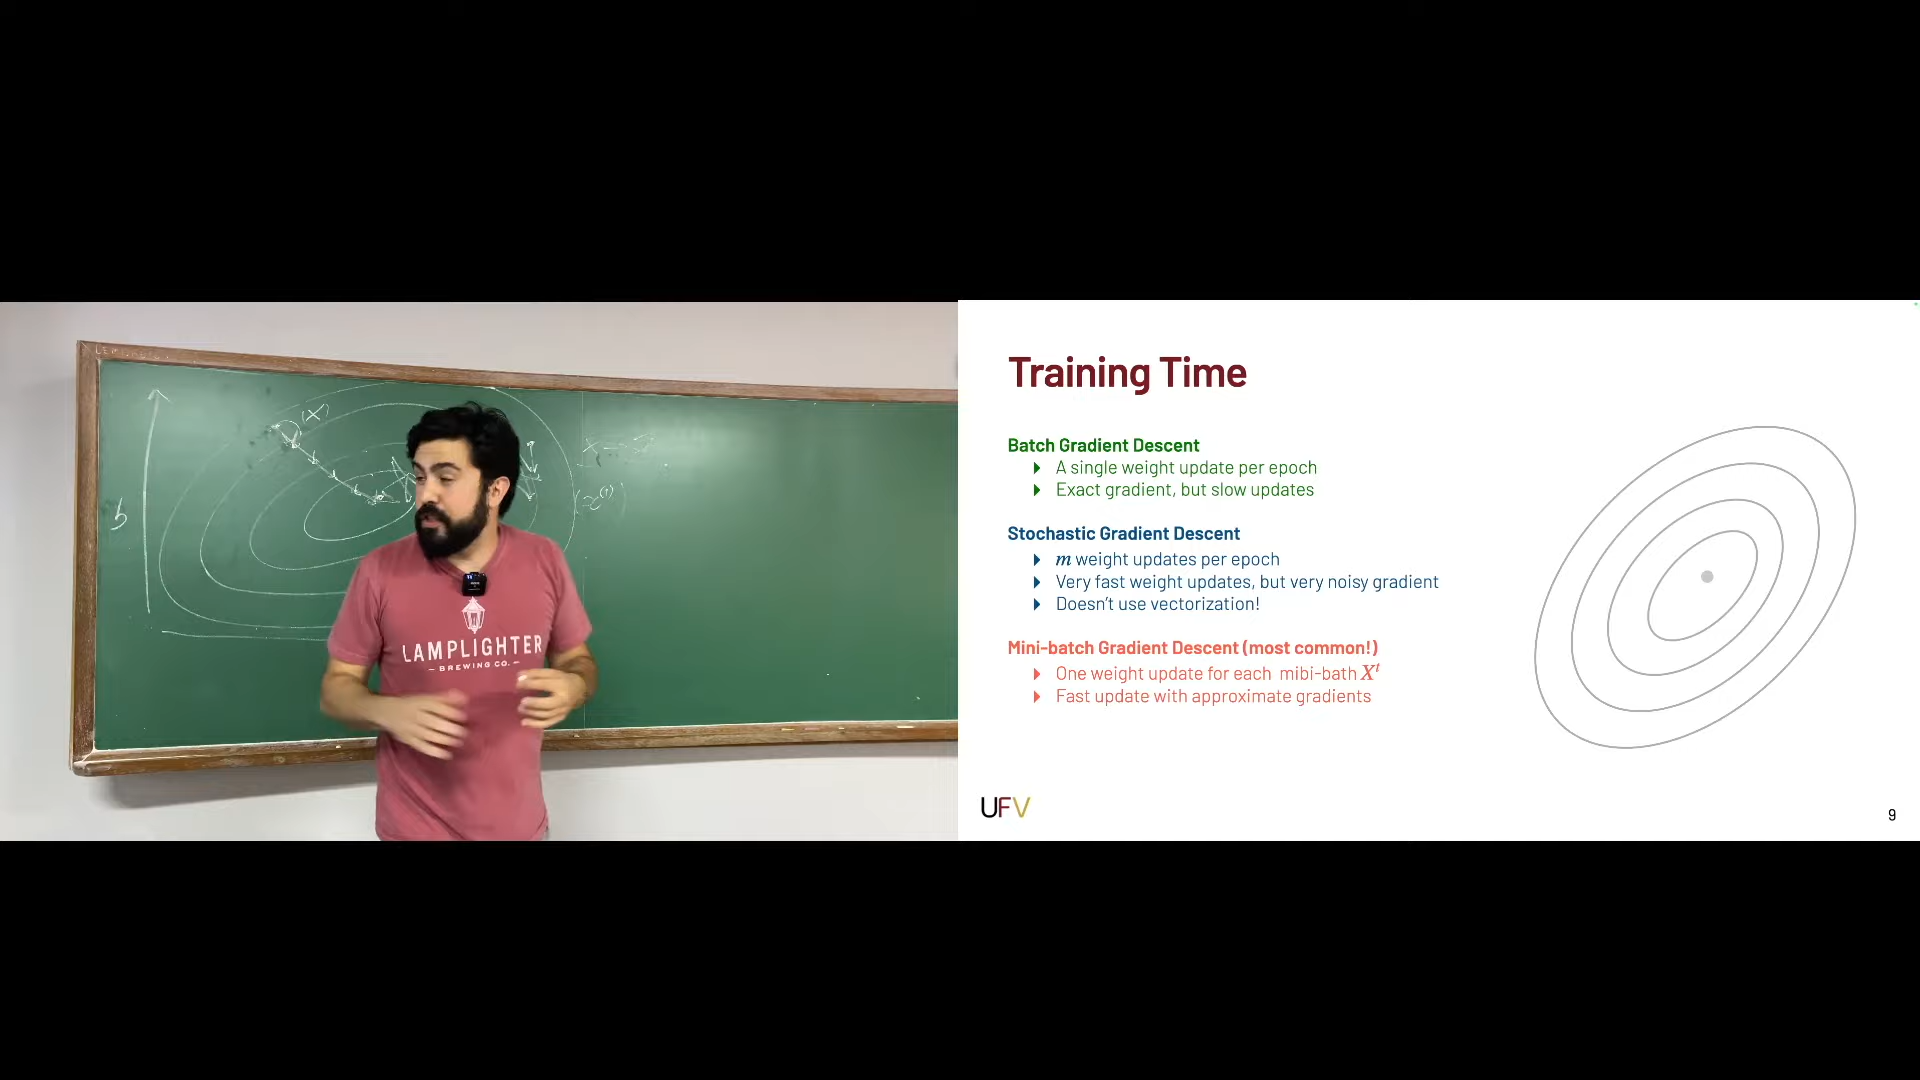 (X)
b
LAMPLIGHTER
– BREWING CO. –
Training Time
Batch Gradient Descent
A single weight update per epoch
Exact gradient, but slow updates
Stochastic Gradient Descent
m weight updates per epoch
Very fast weight updates, but very noisy gradient
Doesn't use vectorization!
Mini-batch Gradient Descent (most common!)
One weight update for each mibi-bath Xᵗ
Fast update with approximate gradients
UFV
9